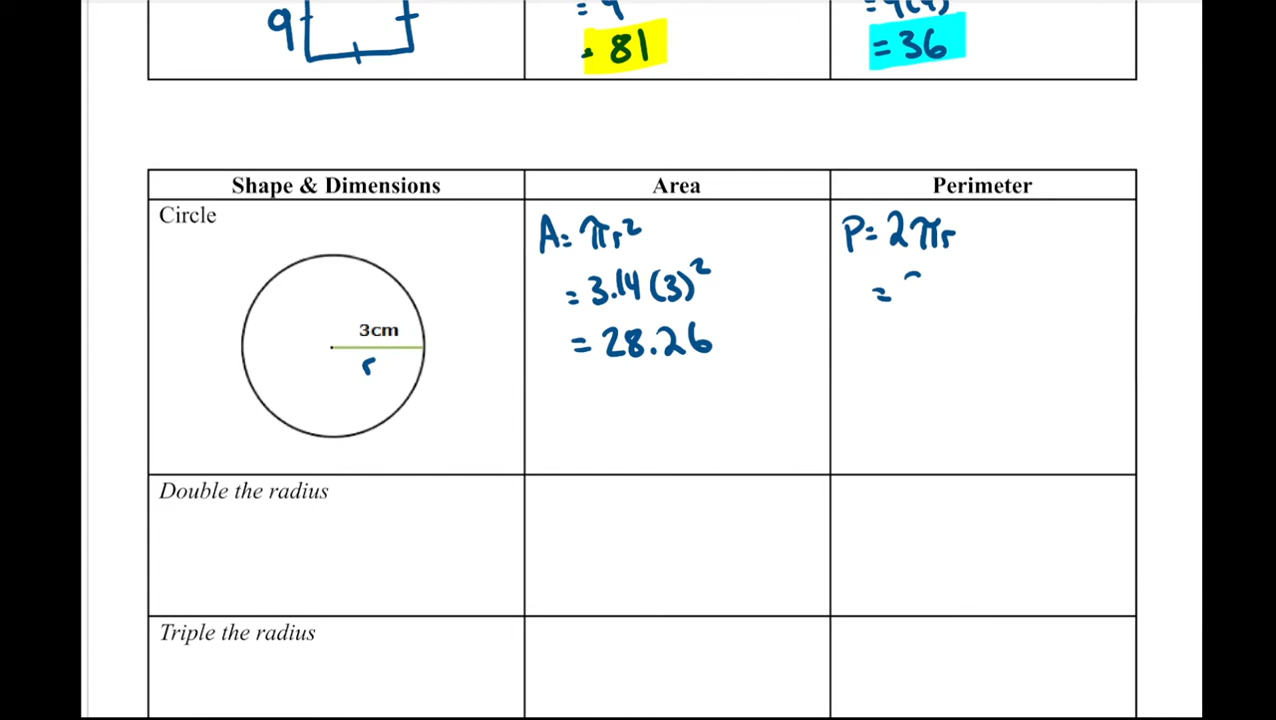 9
= 81
= 36
Shape & Dimensions Area Perimeter
Circle
A = πr²
P = 2πr
= 3.14 (3)²
=
= 28.26
3cm
r
Double the radius
Triple the radius